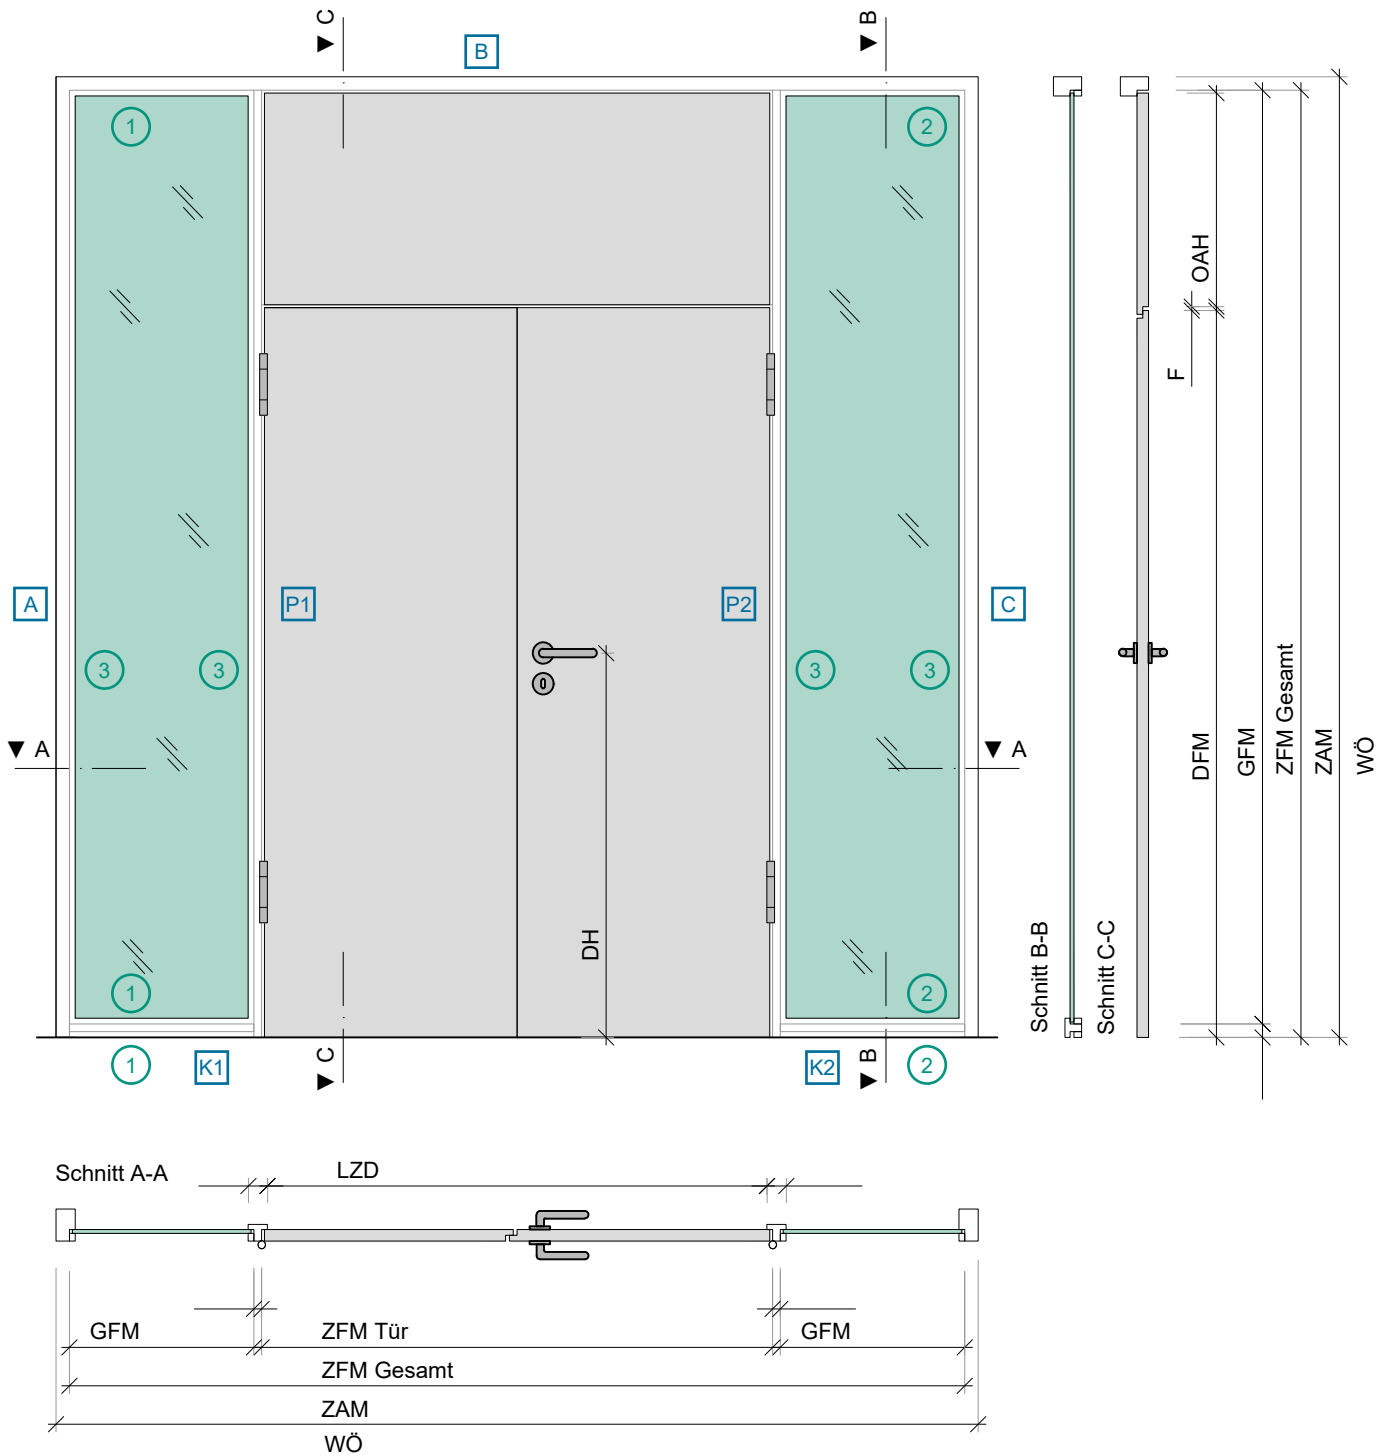 C
B
B
1
2
OAH
F
A
P1
P2
C
3
3
3
3
A
A
DH
DFM
GFM
ZFM Gesamt
ZAM
WÖ
Schnitt B-B
Schnitt C-C
1
2
1
K1
C
K2
B
2
Schnitt A-A
LZD
GFM
ZFM Tür
GFM
ZFM Gesamt
ZAM
WÖ